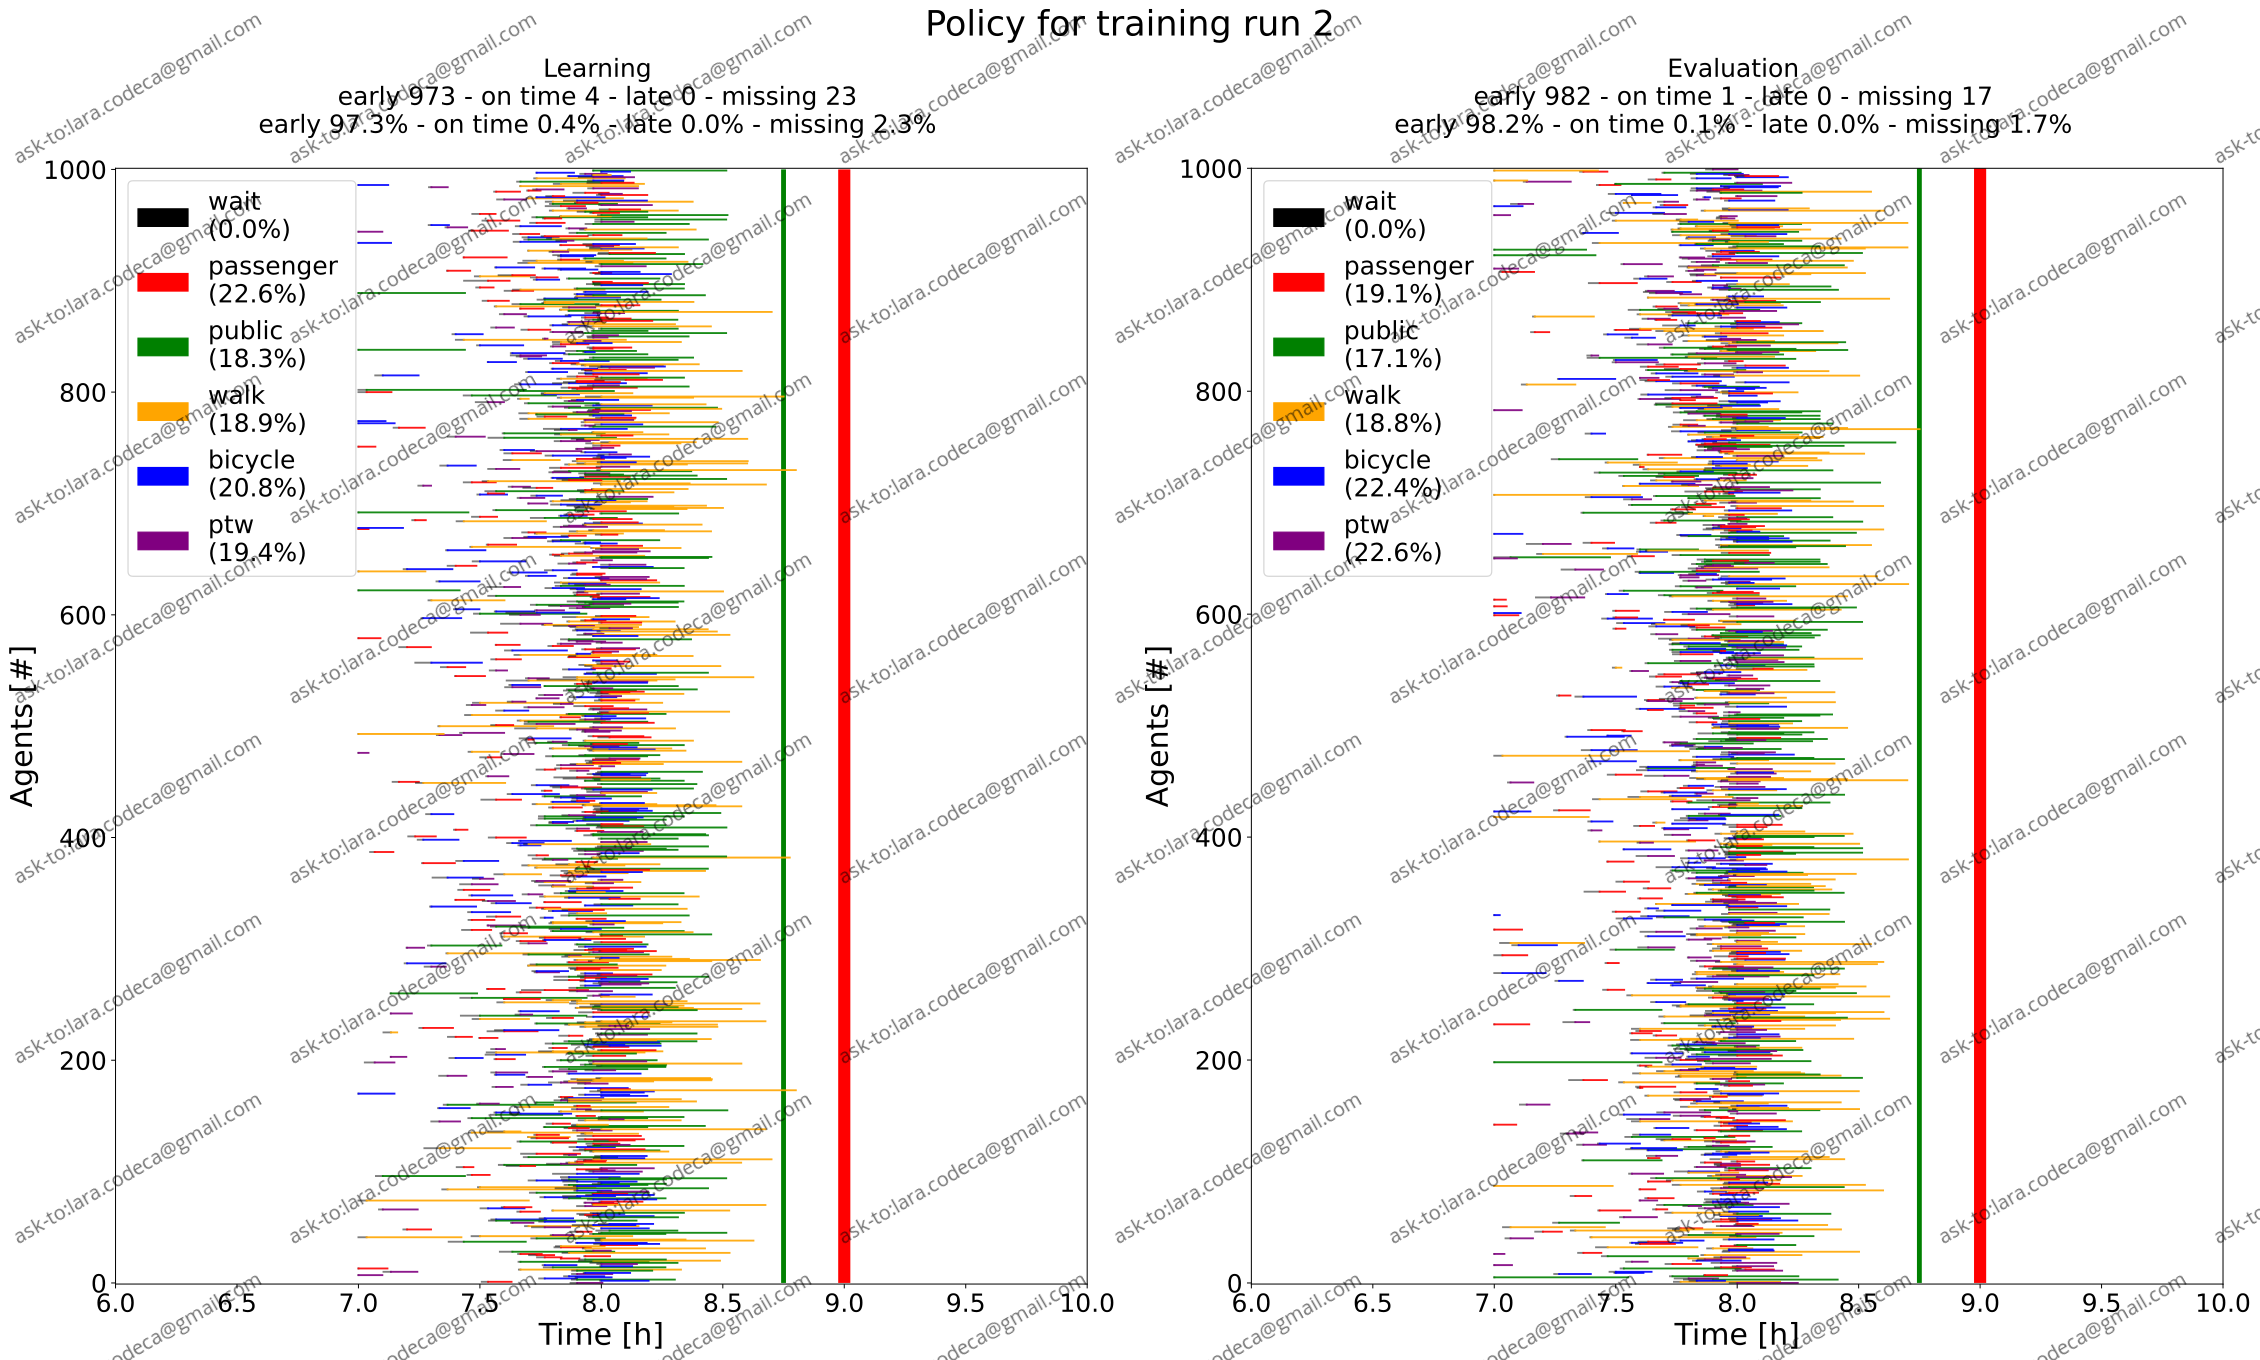 Policy for training run 2
Learning
early 973 - on time 4 - late 0 - missing 23
early 97.3% - on time 0.4% - late 0.0% - missing 2.3%
1000
800
600
400
200
0
Agents [#]
wait
(0.0%)
passenger
(22.6%)
public
(18.3%)
walk
(18.9%)
bicycle
(20.8%)
ptw
(19.4%)
6.0 6.5 7.0 7.5 8.0 8.5 9.0 9.5 10.0
Time [h]
Evaluation
early 982 - on time 1 - late 0 - missing 17
early 98.2% - on time 0.1% - late 0.0% - missing 1.7%
1000
800
600
400
200
0
Agents [#]
wait
(0.0%)
passenger
(19.1%)
public
(17.1%)
walk
(18.8%)
bicycle
(22.4%)
ptw
(22.6%)
6.0 6.5 7.0 7.5 8.0 8.5 9.0 9.5 10.0
Time [h]
ask-to:lara.codeca@gmail.com